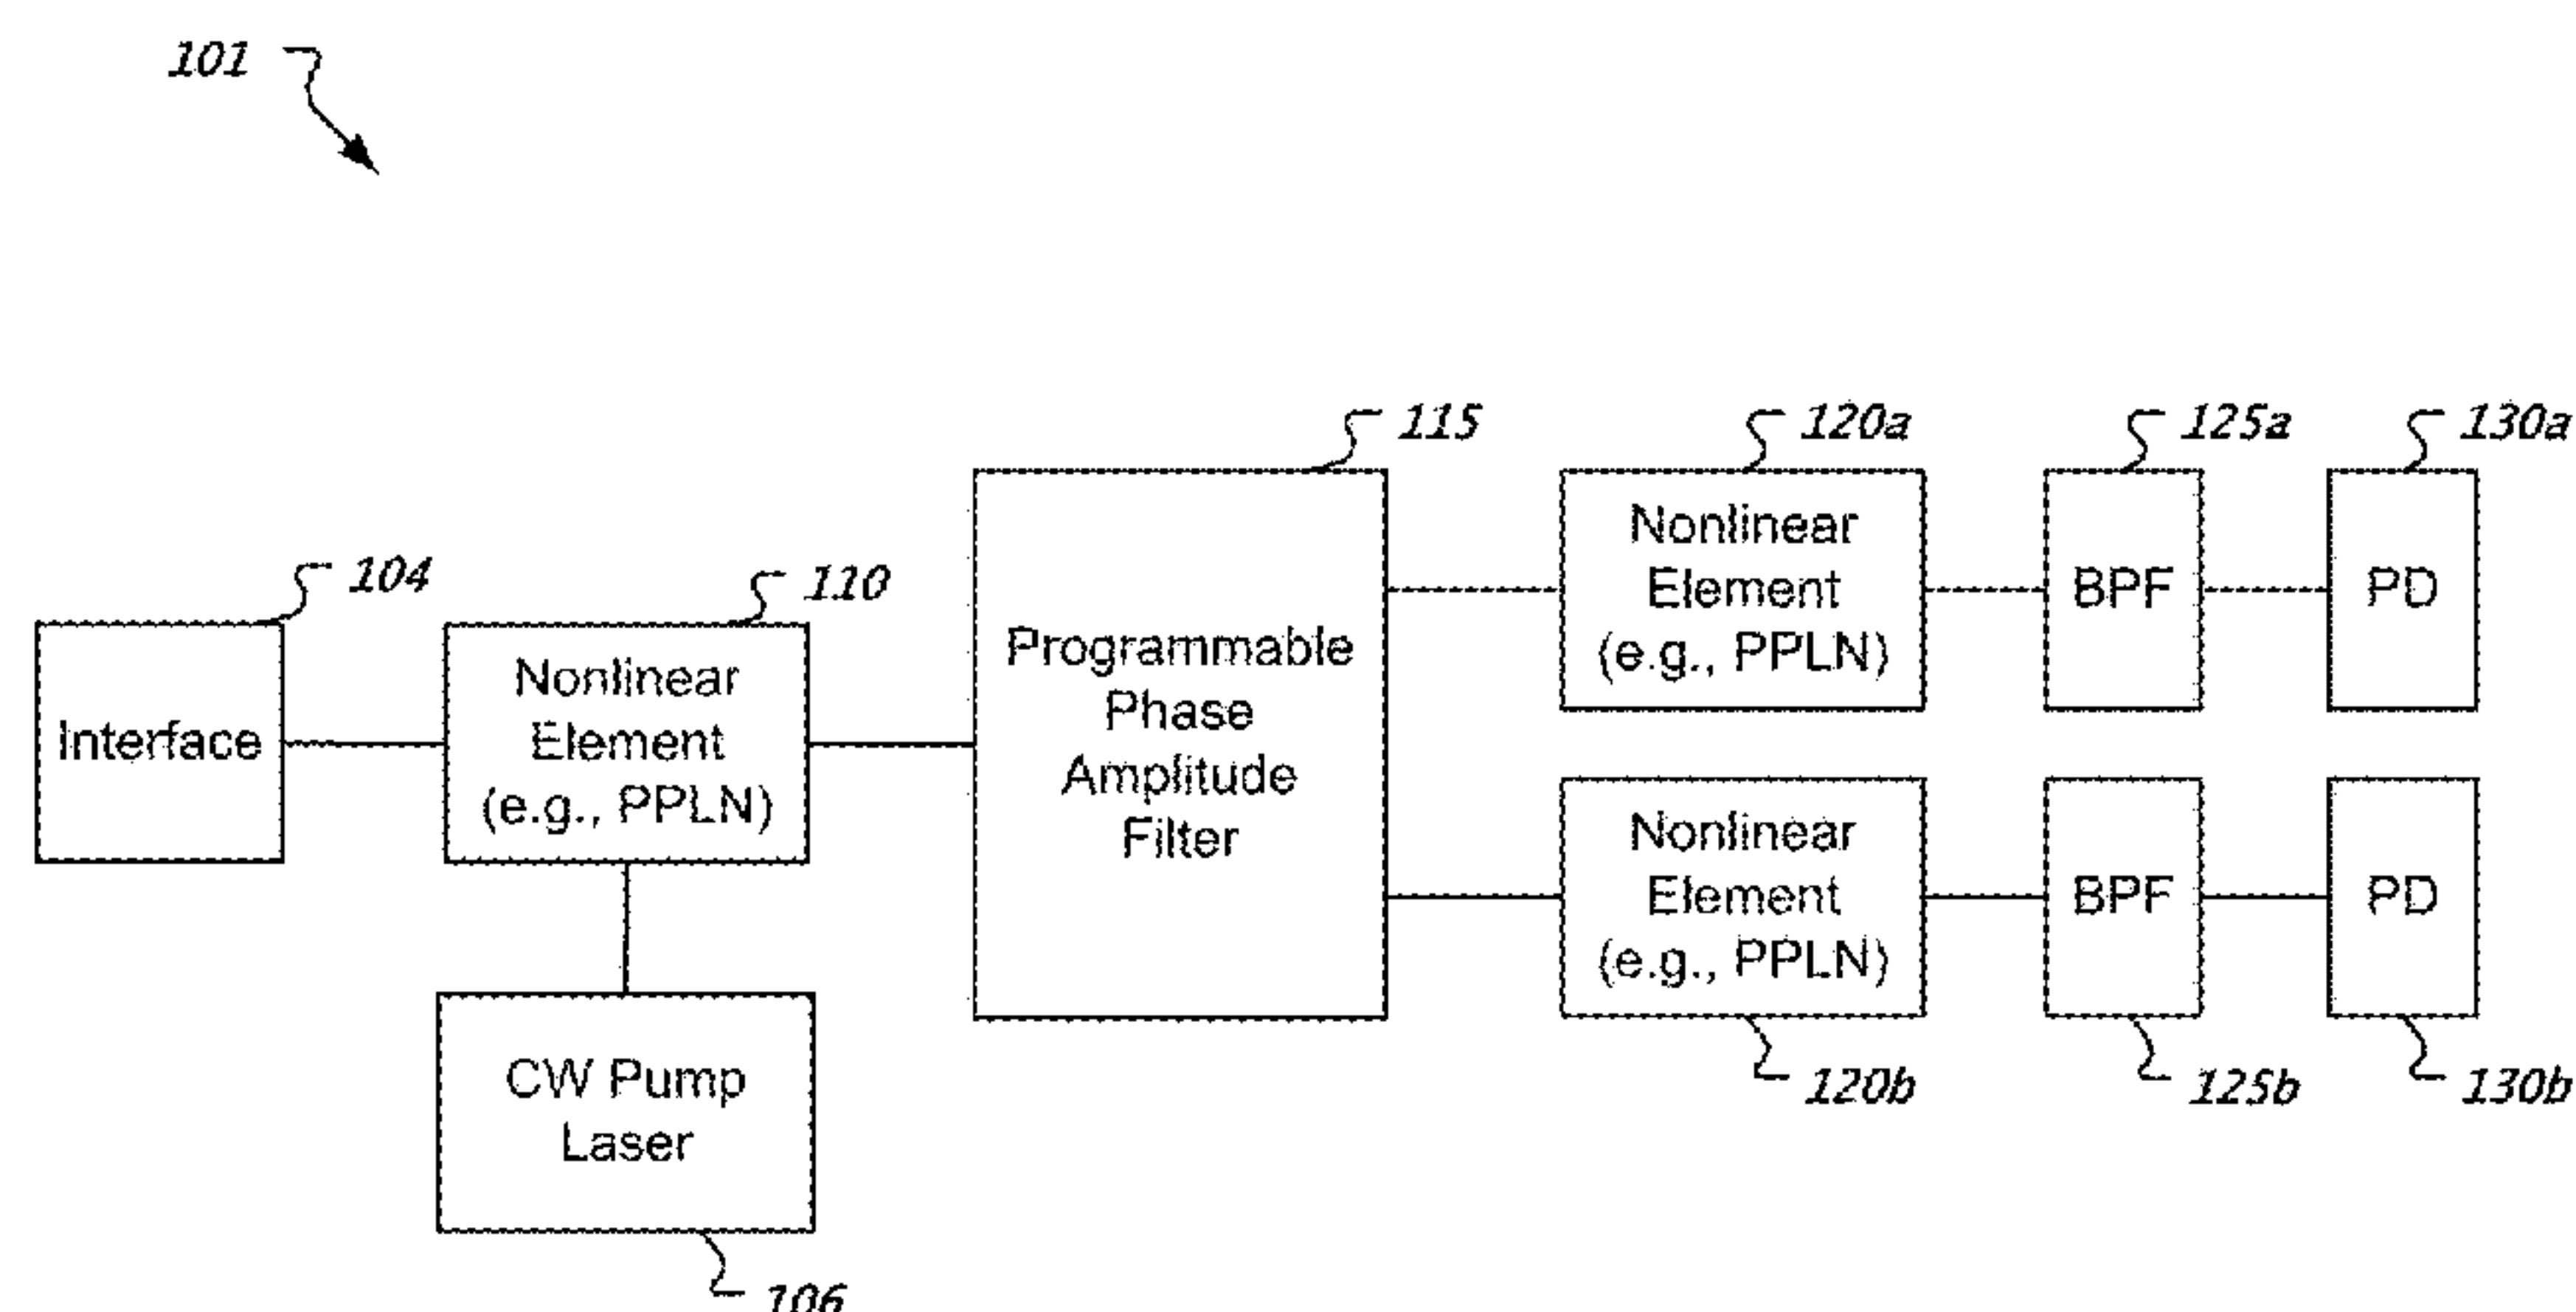 101
115
120a
125a
130a
104
110
Interface
Nonlinear
Element
(e.g., PPLN)
Programmable
Phase
Amplitude
Filter
Nonlinear
Element
(e.g., PPLN)
BPF
PD
Nonlinear
Element
(e.g., PPLN)
BPF
PD
CW Pump
Laser
120b
125b
130b
106